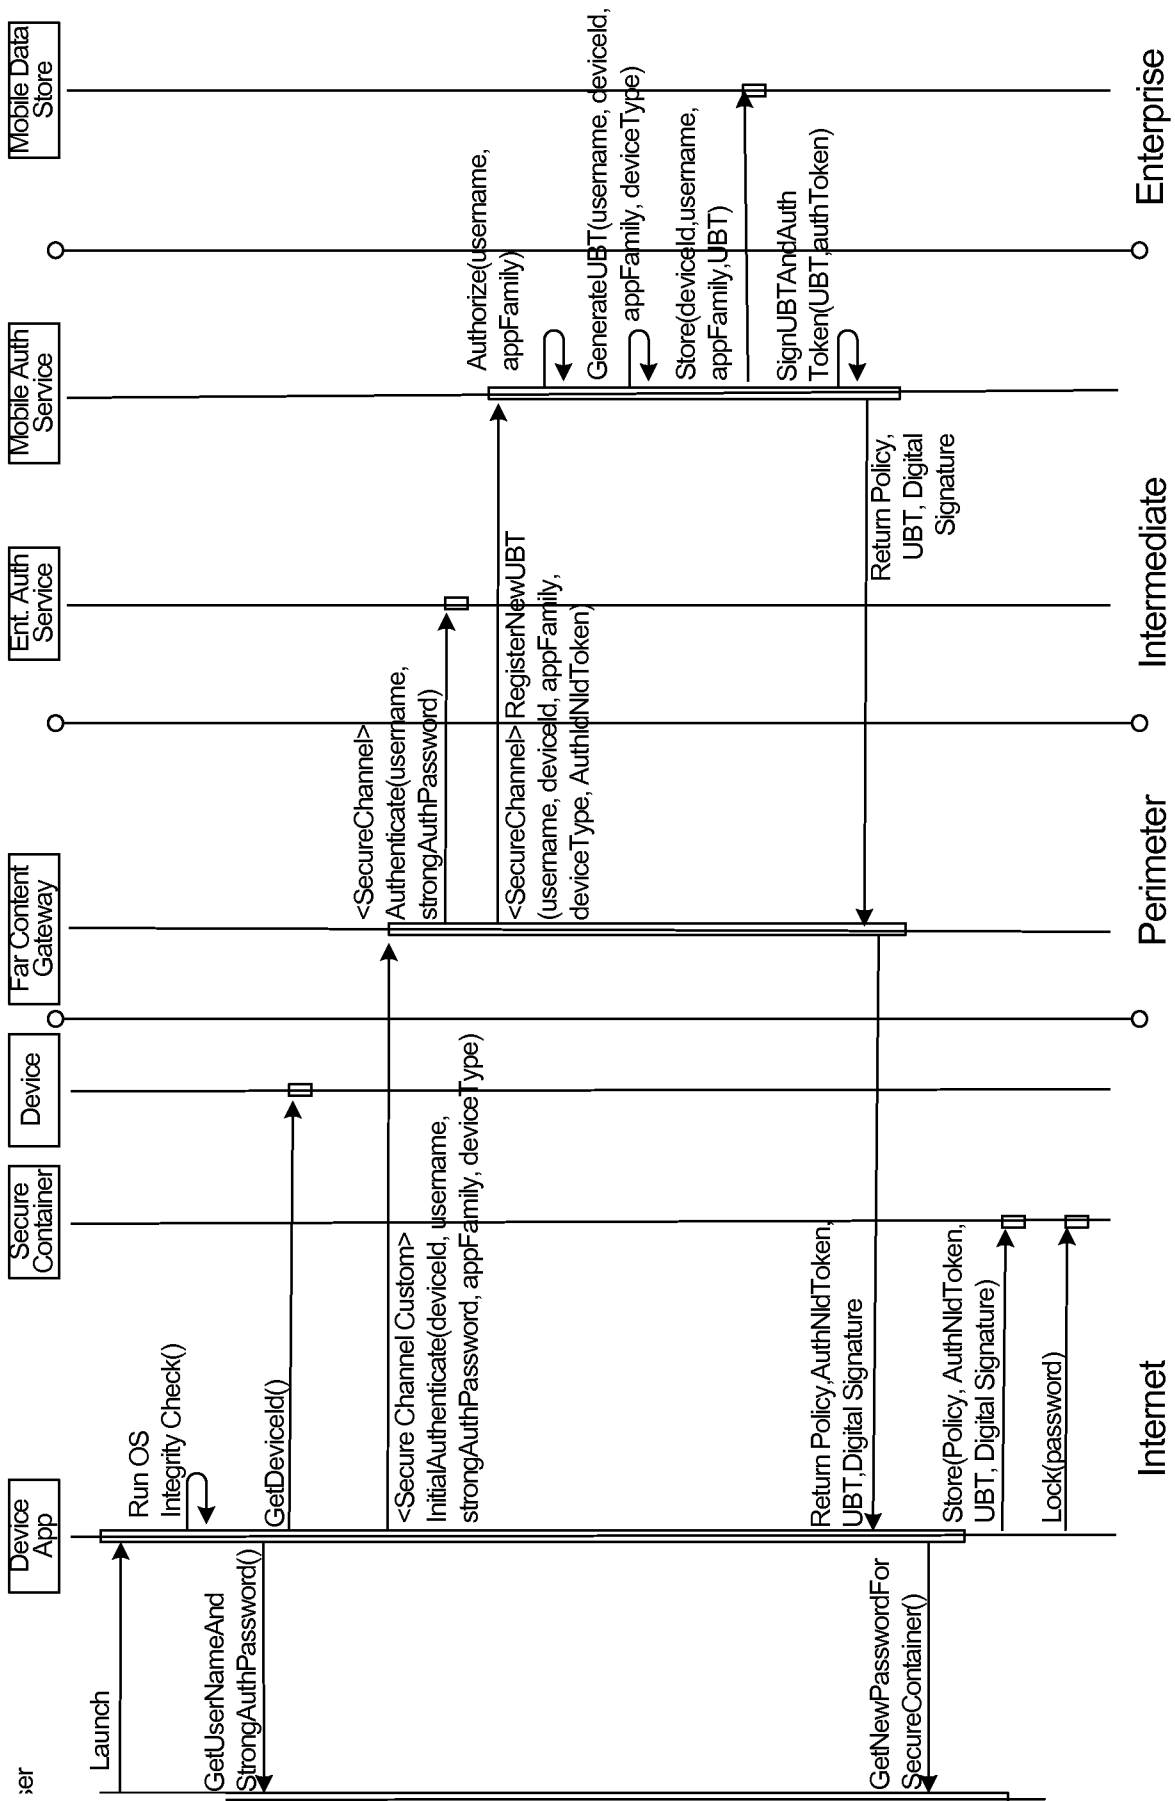 ser
Device
App
Secure
Container
Device
Far Content
Gateway
Ent. Auth
Service
Mobile Auth
Service
Mobile Data
Store
Launch
Run OS
Integrity Check()
GetUserNameAnd
StrongAuthPassword()
GetDeviceId()
<Secure Channel Custom>
InitialAuthenticate(deviceId, username,
strongAuthPassword, appFamily, deviceType)
<SecureChannel>
Authenticate(username,
strongAuthPassword)
<SecureChannel> RegisterNewUBT
(username, deviceId, appFamily,
deviceType, AuthIdNIdToken)
Authorize(username,
appFamily)
GenerateUBT(username, deviceId,
appFamily, deviceType)
Store(deviceId,username,
appFamily,UBT)
SignUBTAndAuth
Token(UBT,authToken)
Return Policy,
UBT, Digital
Signature
Return Policy,AuthNIdToken,
UBT,Digital Signature
GetNewPasswordFor
SecureContainer()
Store(Policy, AuthNIdToken,
UBT, Digital Signature)
Lock(password)
Internet
Perimeter
Intermediate
Enterprise